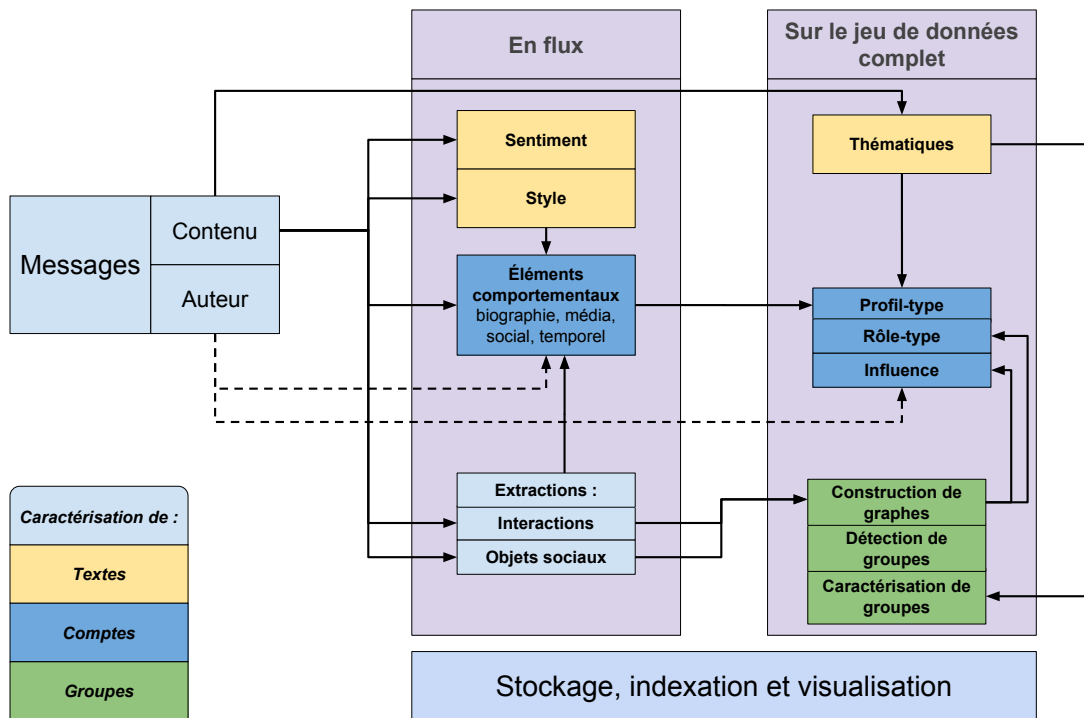 En flux
Sur le jeu de données
complet
Sentiment
Style
Thématiques
Messages
Contenu
Auteur
Éléments
comportementaux
biographie, média,
social, temporel
Profil-type
Rôle-type
Influence
Extractions :
Interactions
Objets sociaux
Construction de
graphes
Détection de
groupes
Caractérisation de
groupes
Caractérisation de :
Textes
Comptes
Groupes
Stockage, indexation et visualisation